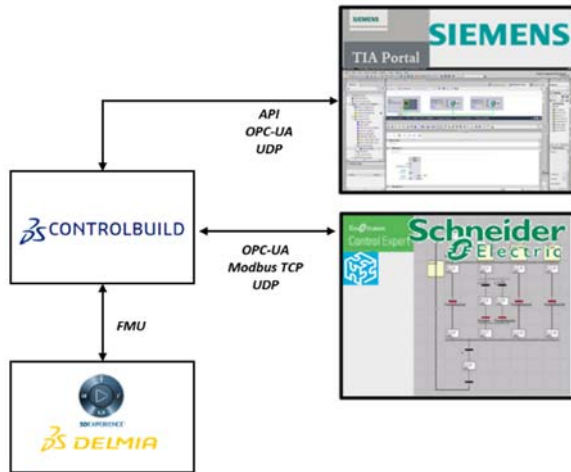 SIEMENS
TIA Portal
API
OPC-UA
UDP
CONTROLBUILD
Schneider
Electric
Control Expert
OPC-UA
Modbus TCP
UDP
FMU
3DEXPERIENCE
DELMIA